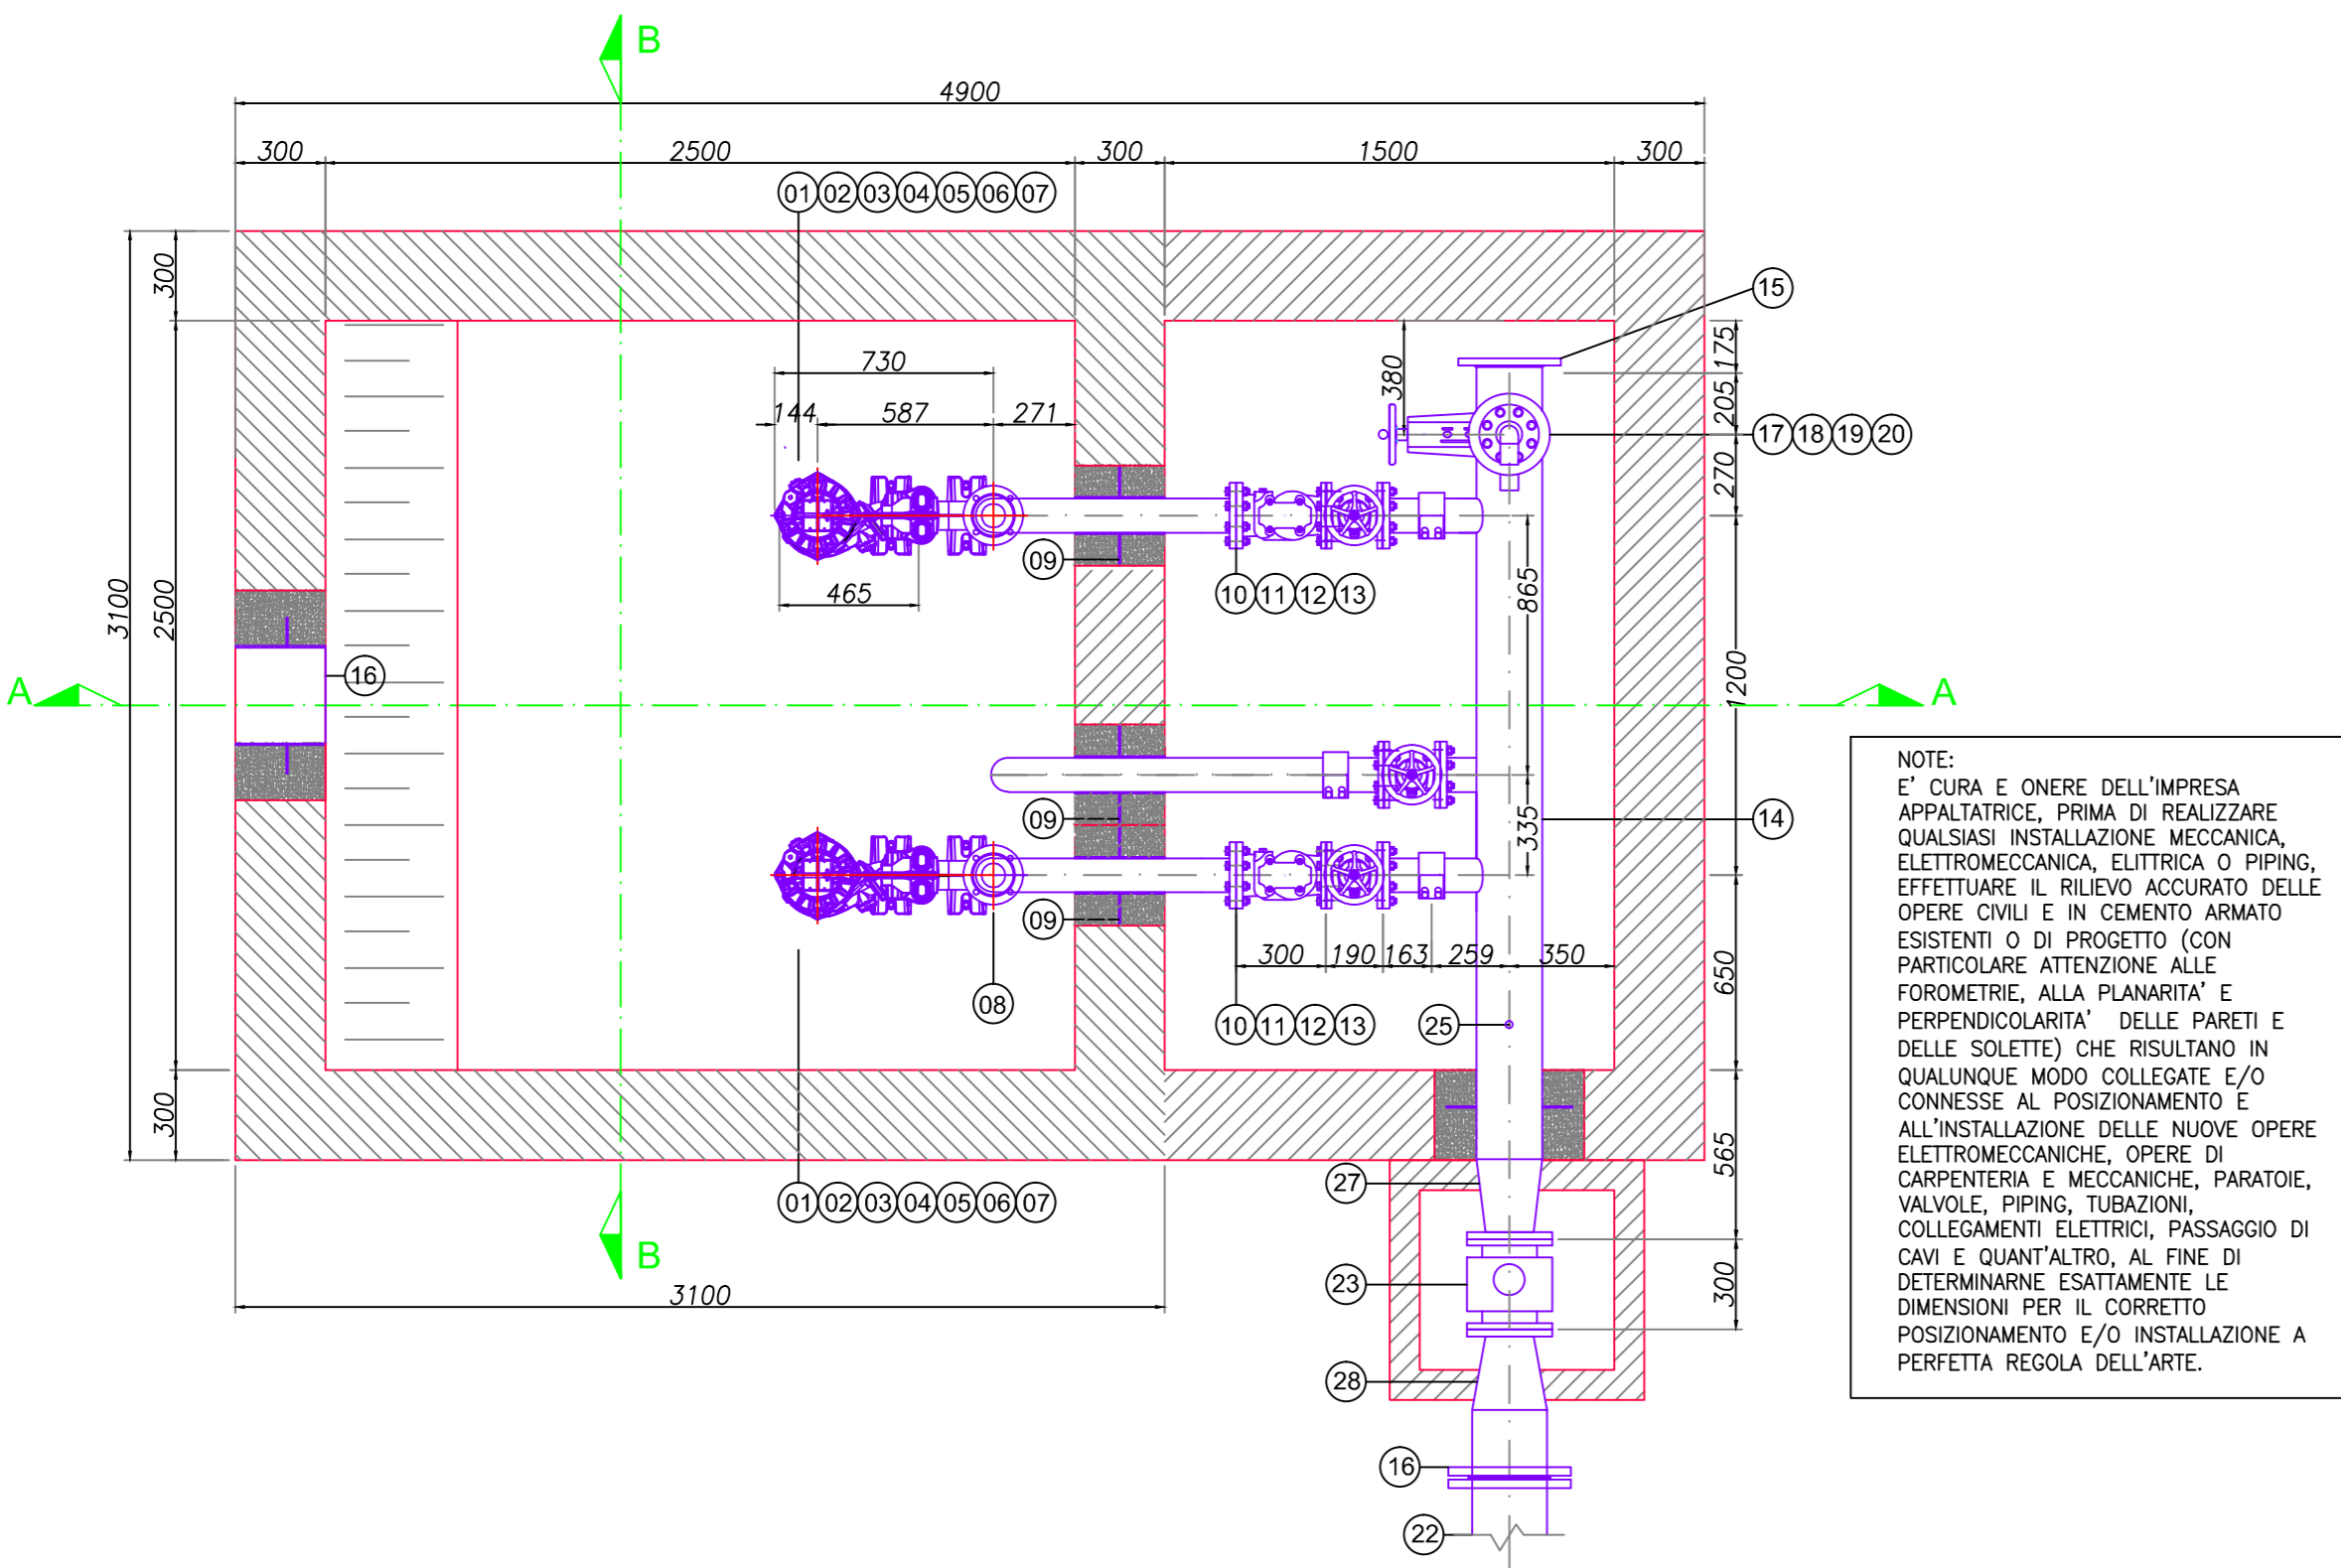 B
4900
300 2500 300 1500 300
01 02 03 04 05 06 07
15
300
175
730
380
205
144 587 271
17 18 19 20
270
09
465
10 11 12 13
865
3100
2500
16
A
A
1200
09
335
14
09
300 190 163 259 350
650
08
10 11 12 13
25
300
565
27
01 02 03 04 05 06 07
B
3100
23
300
28
16
22
NOTE:
E' CURA E ONERE DELL'IMPRESA
APPALTATRICE, PRIMA DI REALIZZARE
QUALSIASI INSTALLAZIONE MECCANICA,
ELETTROMECCANICA, ELITTRICA O PIPING,
EFFETTUARE IL RILIEVO ACCURATO DELLE
OPERE CIVILI E IN CEMENTO ARMATO
ESISTENTI O DI PROGETTO (CON
PARTICOLARE ATTENZIONE ALLE
FOROMETRIE, ALLA PLANARITA' E
PERPENDICOLARITA' DELLE PARETI E
DELLE SOLETTE) CHE RISULTANO IN
QUALUNQUE MODO COLLEGATE E/O
CONNESSE AL POSIZIONAMENTO E
ALL'INSTALLAZIONE DELLE NUOVE OPERE
ELETTROMECCANICHE, OPERE DI
CARPENTERIA E MECCANICHE, PARATOIE,
VALVOLE, PIPING, TUBAZIONI,
COLLEGAMENTI ELETTRICI, PASSAGGIO DI
CAVI E QUANT'ALTRO, AL FINE DI
DETERMINARNE ESATTAMENTE LE
DIMENSIONI PER IL CORRETTO
POSIZIONAMENTO E/O INSTALLAZIONE A
PERFETTA REGOLA DELL'ARTE.